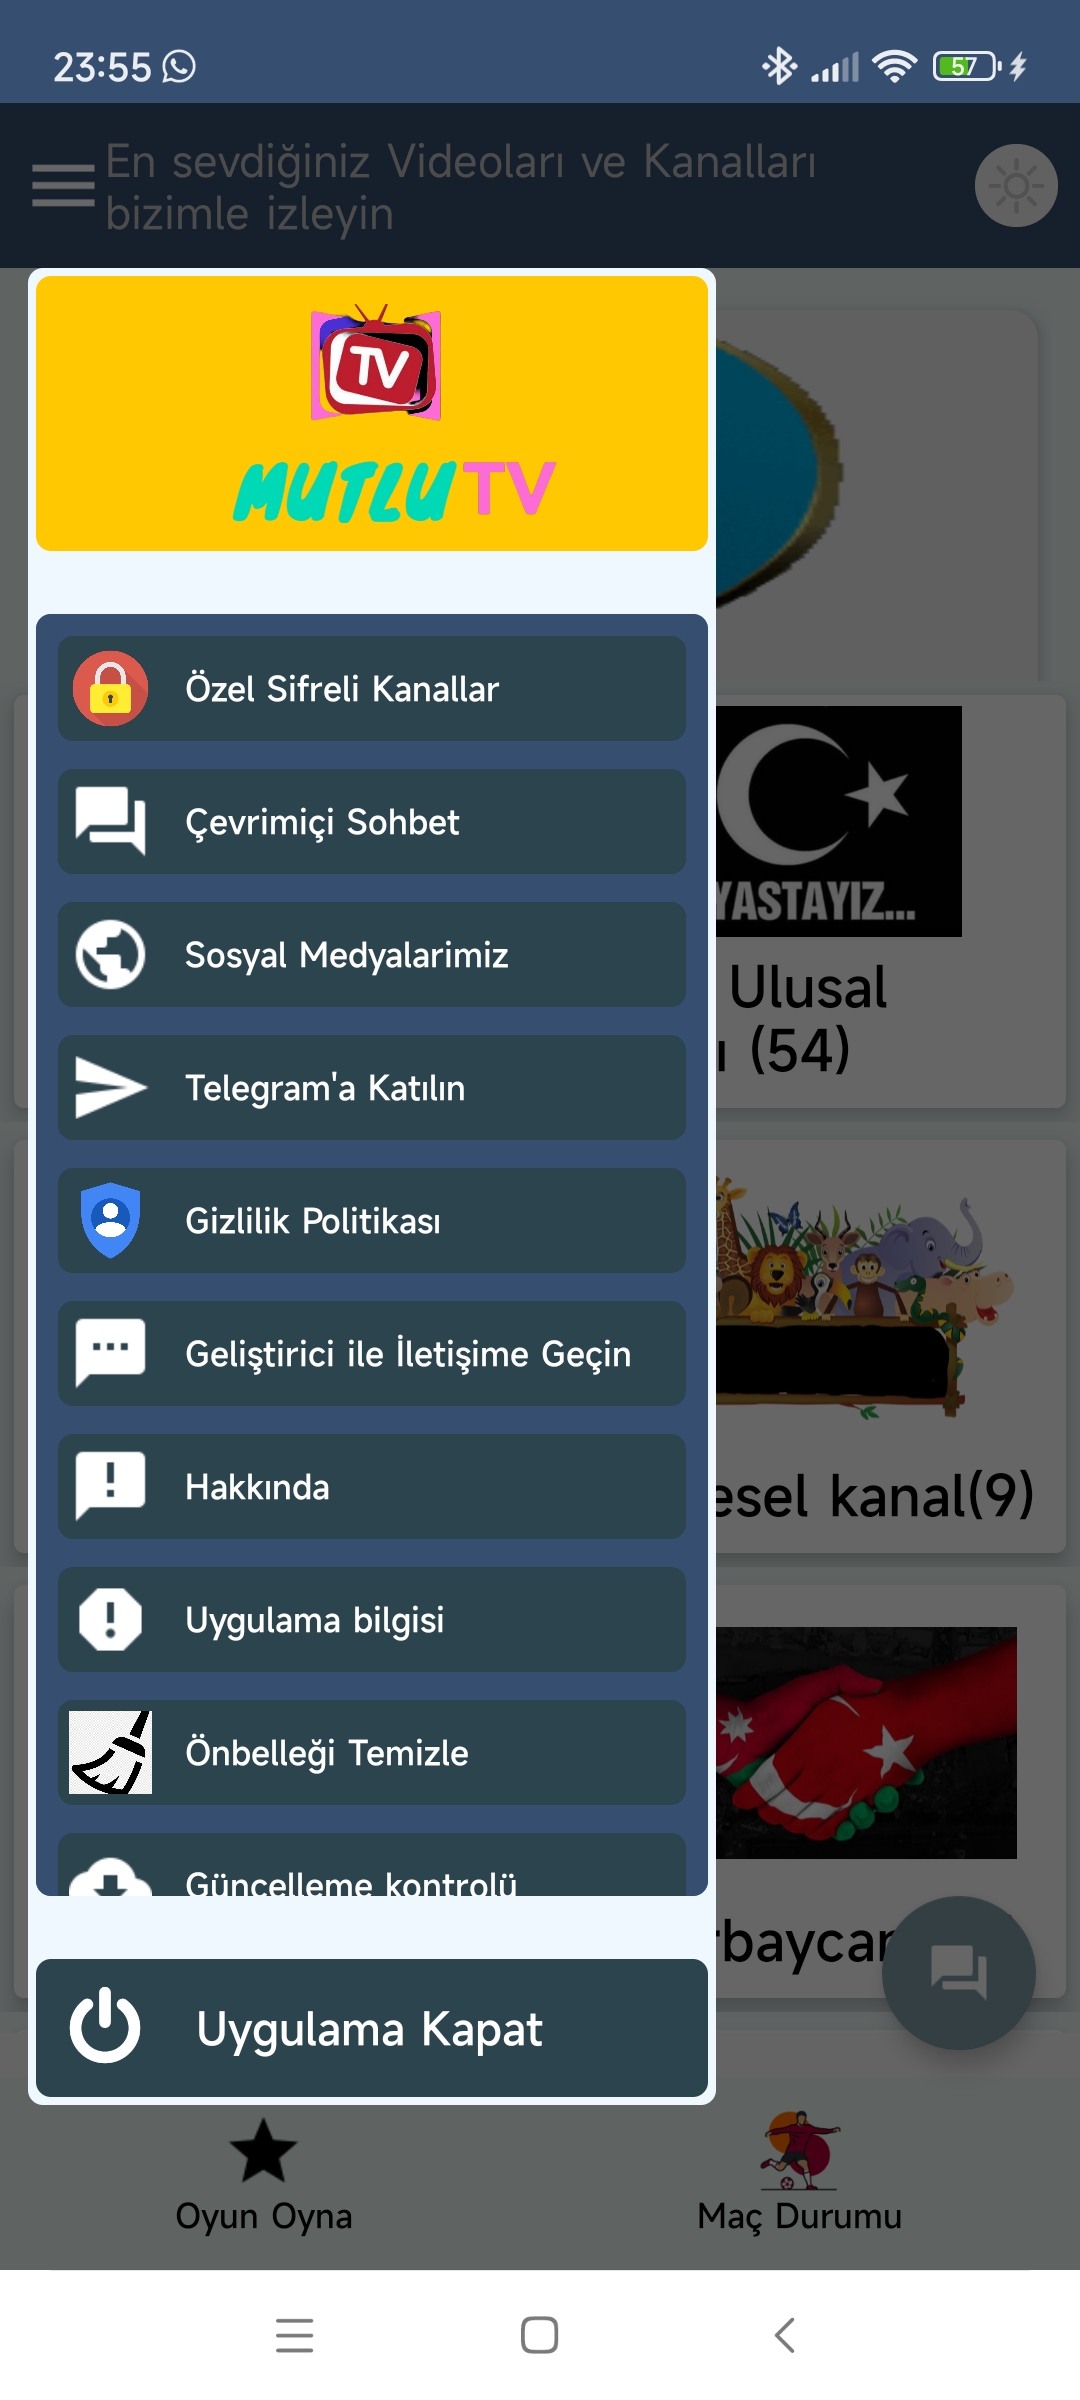 23:55
57
En sevdiğiniz Videoları ve Kanalları
bizimle izleyin
TV
MUTLU TV
Özel Sifreli Kanallar
Çevrimiçi Sohbet
Sosyal Medyalarimiz
Telegram'a Katılın
Gizlilik Politikası
Geliştirici ile İletişime Geçin
Hakkında
Uygulama bilgisi
Önbelleği Temizle
Güncelleme kontrolü
Uygulama Kapat
YASTAYIZ...
Ulusal
(54)
kanal(9)
Oyun Oyna
Maç Durumu